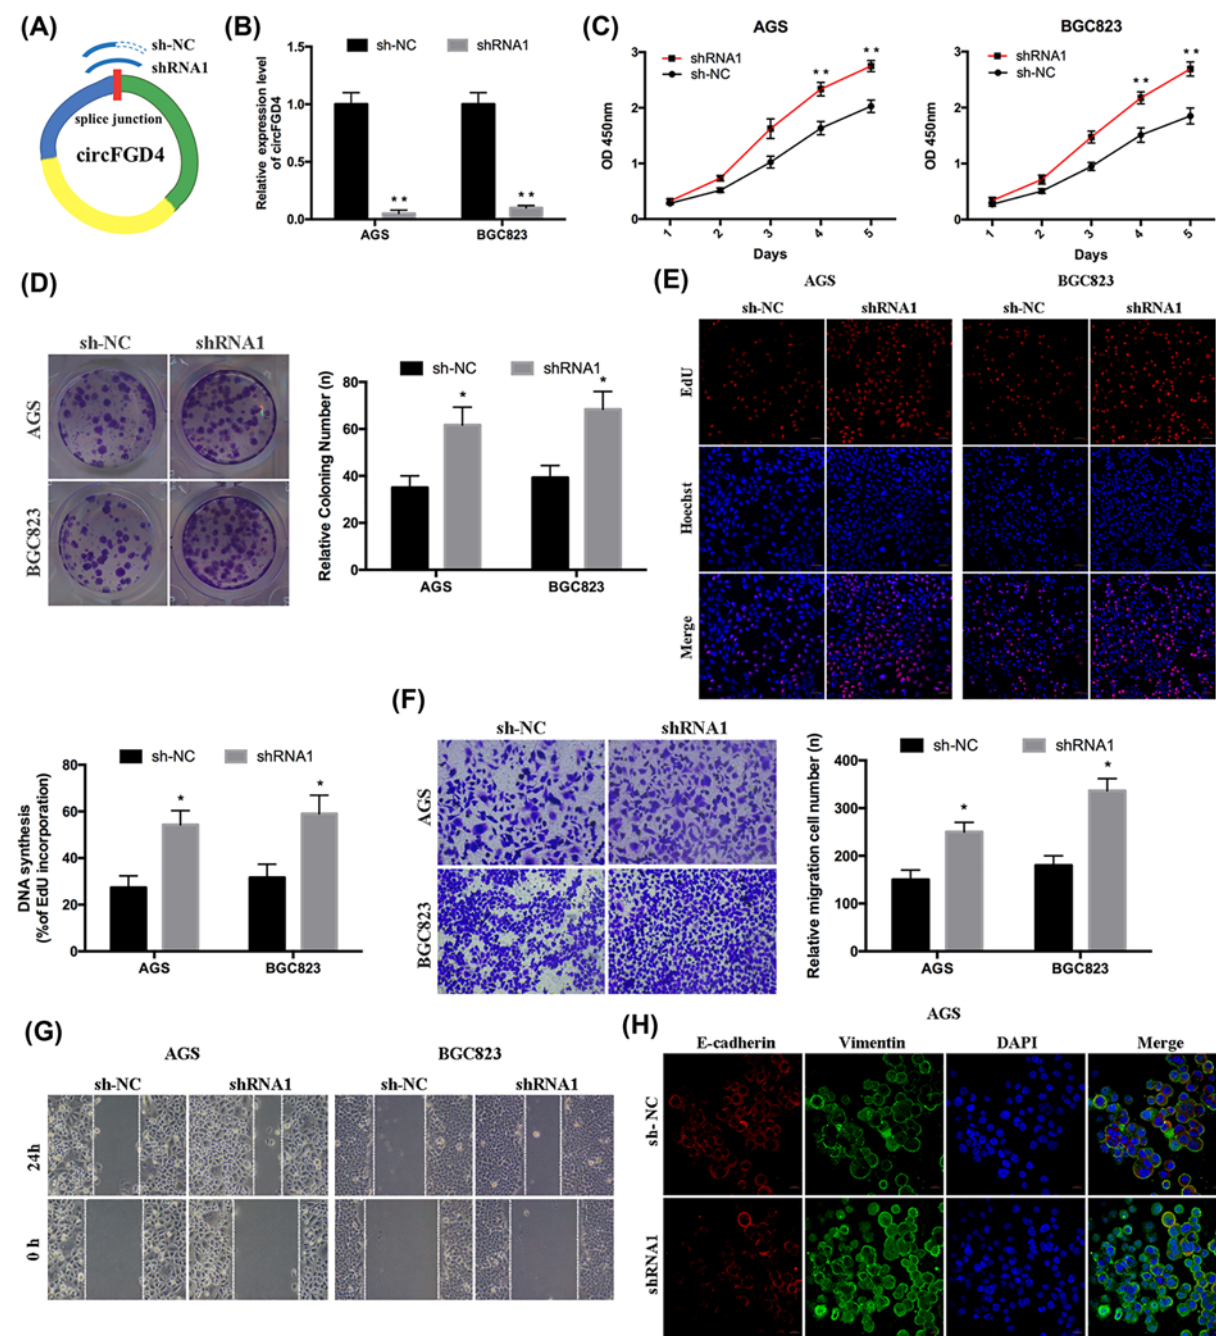 (A)
sh-NC
shRNA1
splice junction
circFGD4
(B)
sh-NC
shRNA1
Relative expression level
of circFGD4
1.5
1.0
0.5
0.0
* *
* *
AGS
BGC823
(C)
AGS
shRNA1
sh-NC
OD 450nm
3
2
1
0
* *
* *
1
2
3
4
5
Days
BGC823
shRNA1
sh-NC
OD 450nm
3
2
1
0
* *
* *
1
2
3
4
5
Days
(D)
sh-NC
shRNA1
AGS
BGC823
sh-NC
shRNA1
Relative Coloning Number (n)
80
60
40
20
0
*
*
AGS
BGC823
(E)
AGS
BGC823
sh-NC
shRNA1
sh-NC
shRNA1
EdU
Hoechst
Merge
sh-NC
shRNA1
DNA synthesis
(%of EdU incorporation)
80
60
40
20
0
*
*
AGS
BGC823
(F)
sh-NC
shRNA1
AGS
BGC823
sh-NC
shRNA1
Relative migration cell number (n)
400
300
200
100
0
*
*
AGS
BGC823
(G)
AGS
BGC823
sh-NC
shRNA1
sh-NC
shRNA1
24h
0 h
(H)
AGS
E-cadherin
Vimentin
DAPI
Merge
sh-NC
shRNA1